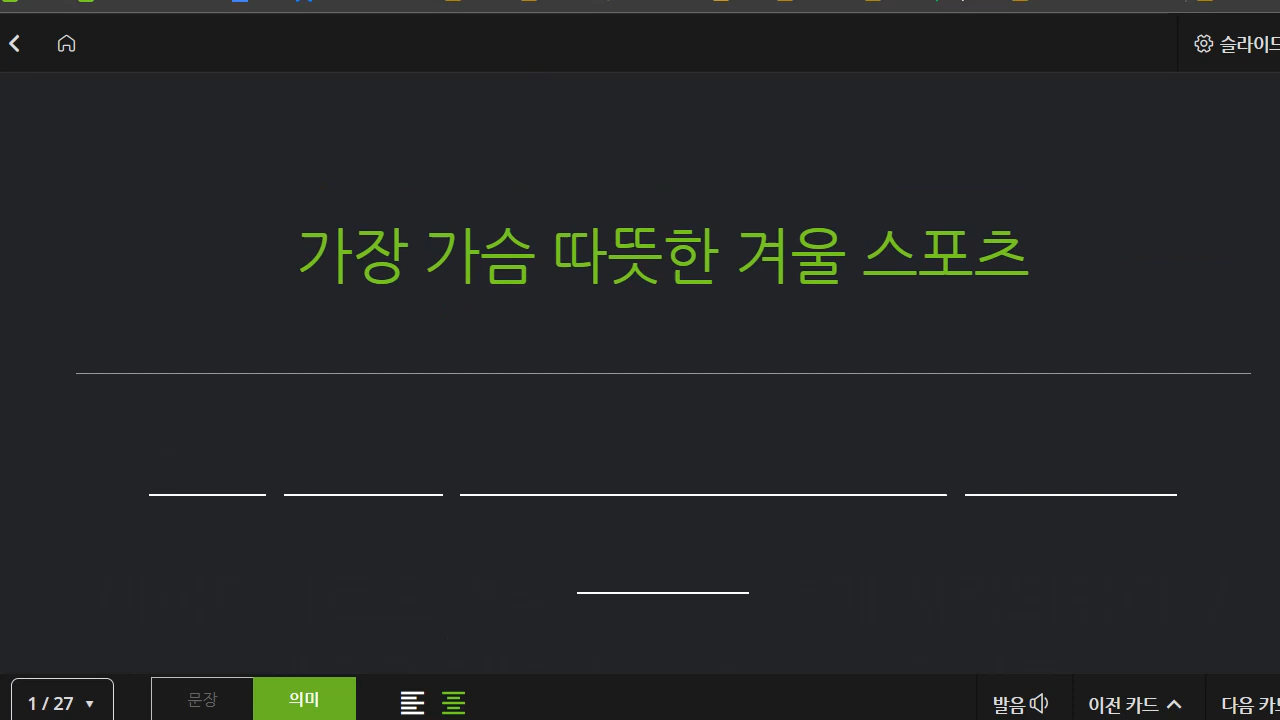 슬라이드
가장 가슴 따뜻한 겨울 스포츠
1 / 27
문장
의미
발음
이전 카드
다음 카드